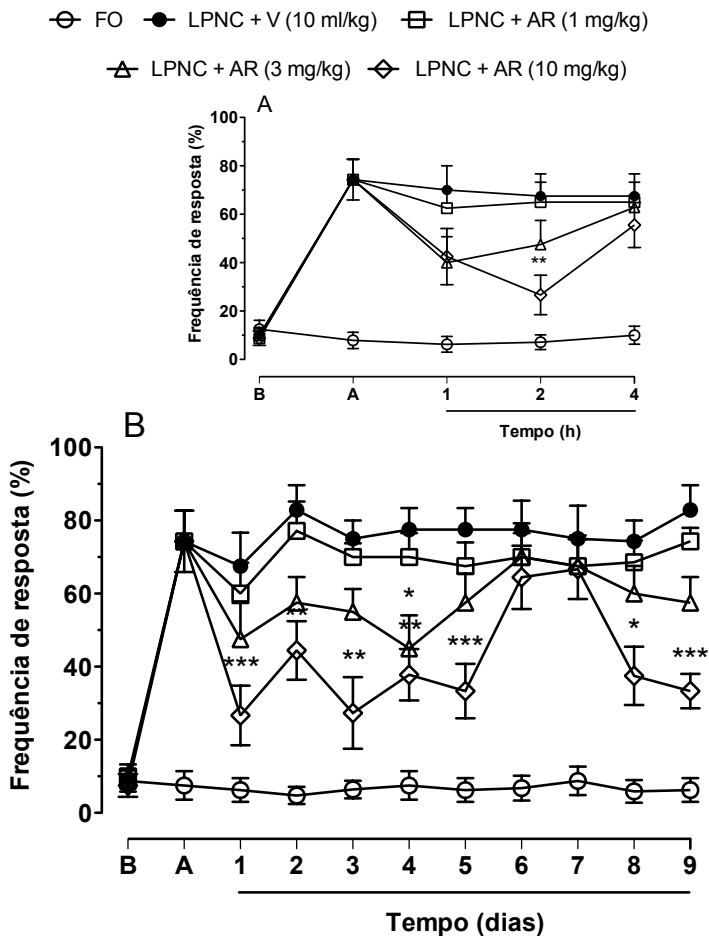 FO LPNC + V (10 ml/kg) LPNC + AR (1 mg/kg)
LPNC + AR (3 mg/kg) LPNC + AR (10 mg/kg)
A
Frequência de resposta (%)
100
80
60
40
20
0
**
B A 1 2 4
Tempo (h)
B
Frequência de resposta (%)
100
80
60
40
20
0
*** ** ** * ** *** * ***
B A 1 2 3 4 5 6 7 8 9
Tempo (dias)